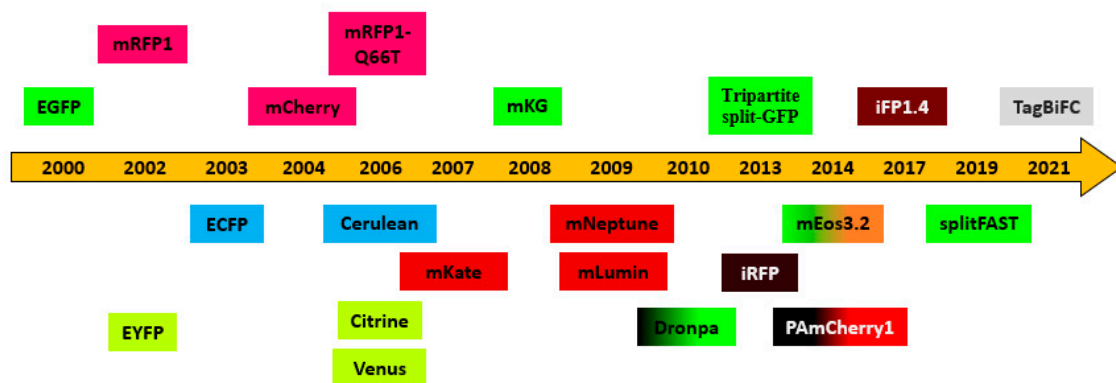 mRFP1
mRFP1-
Q66T
EGFP
mCherry
mKG
Tripartite
split-GFP
iFP1.4
TagBiFC
2000 2002 2003 2004 2006 2007 2008 2009 2010 2013 2014 2017 2019 2021
ECFP
Cerulean
mNeptune
mEos3.2
splitFAST
mKate
mLumin
iRFP
EYFP
Citrine
Dronpa
PAmCherry1
Venus